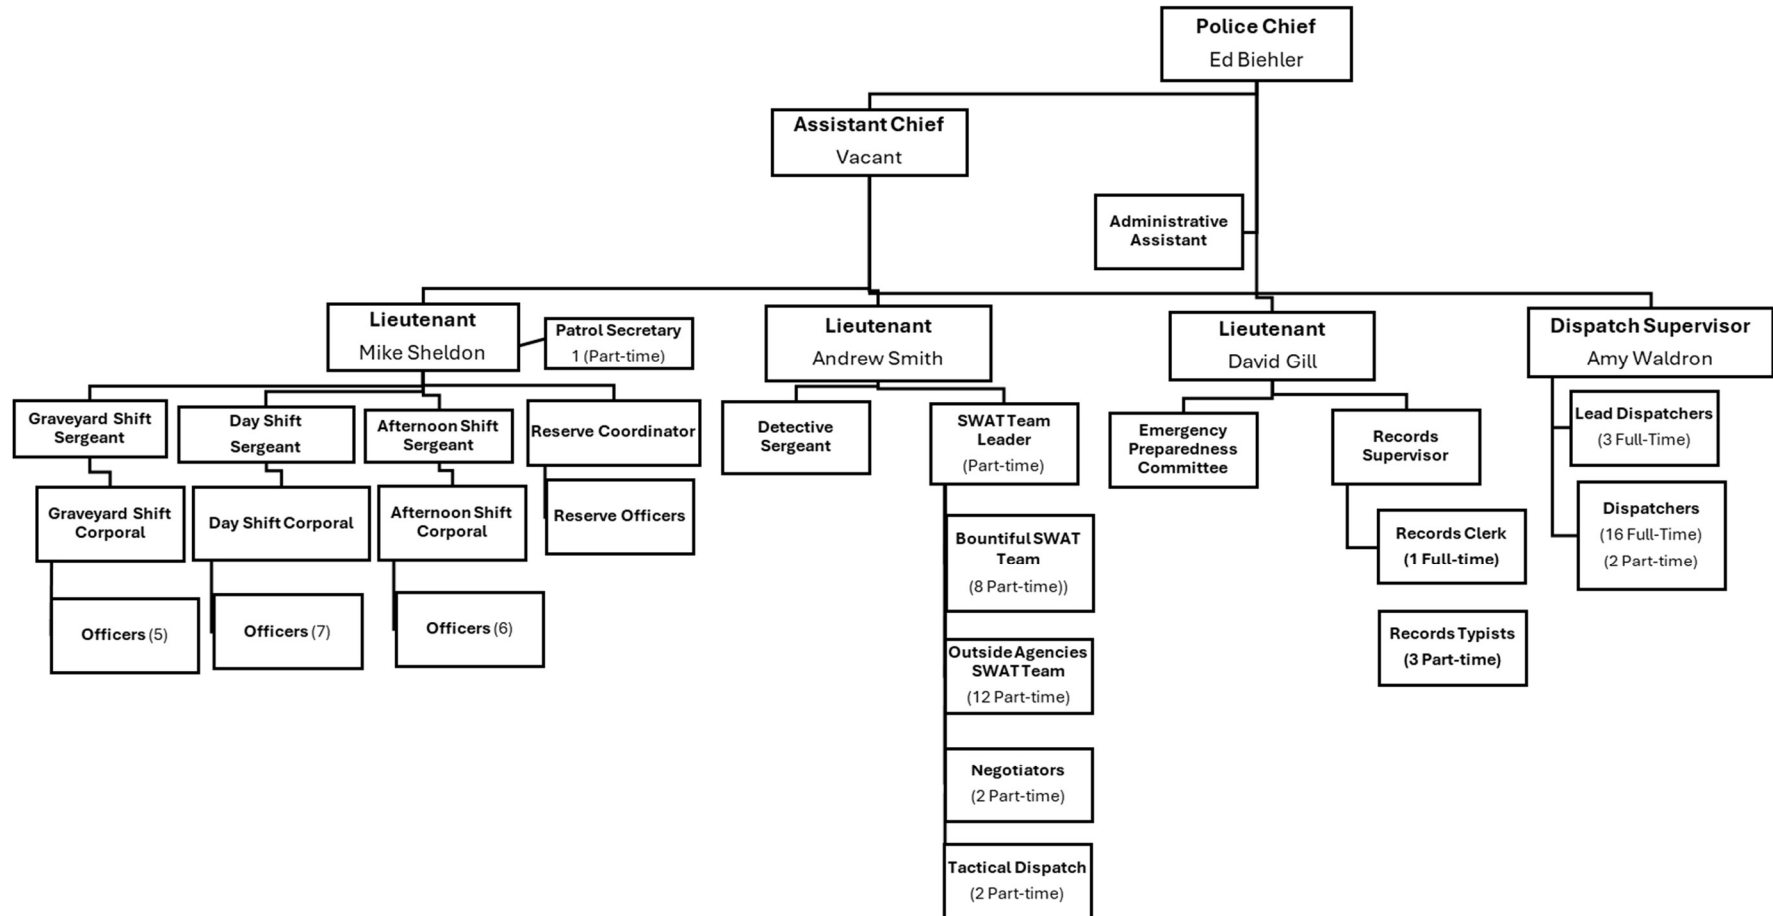 Police Chief
Ed Biehler
Assistant Chief
Vacant
Administrative
Assistant
Lieutenant
Mike Sheldon
Patrol Secretary
1 (Part-time)
Lieutenant
Andrew Smith
Lieutenant
David Gill
Dispatch Supervisor
Amy Waldron
Graveyard Shift
Sergeant
Day Shift
Sergeant
Afternoon Shift
Sergeant
Reserve Coordinator
Detective
Sergeant
SWAT Team
Leader
(Part-time)
Emergency
Preparedness
Committee
Records
Supervisor
Lead Dispatchers
(3 Full-Time)
Graveyard Shift
Corporal
Day Shift Corporal
Afternoon Shift
Corporal
Reserve Officers
Bountiful SWAT
Team
(8 Part-time))
Records Clerk
(1 Full-time)
Dispatchers
(16 Full-Time)
(2 Part-time)
Officers (5)
Officers (7)
Officers (6)
Outside Agencies
SWAT Team
(12 Part-time)
Records Typists
(3 Part-time)
Negotiators
(2 Part-time)
Tactical Dispatch
(2 Part-time)